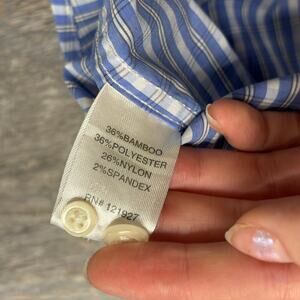 36%BAMBOO
36%POLYESTER
26%NYLON
2%SPANDEX
RN# 121927